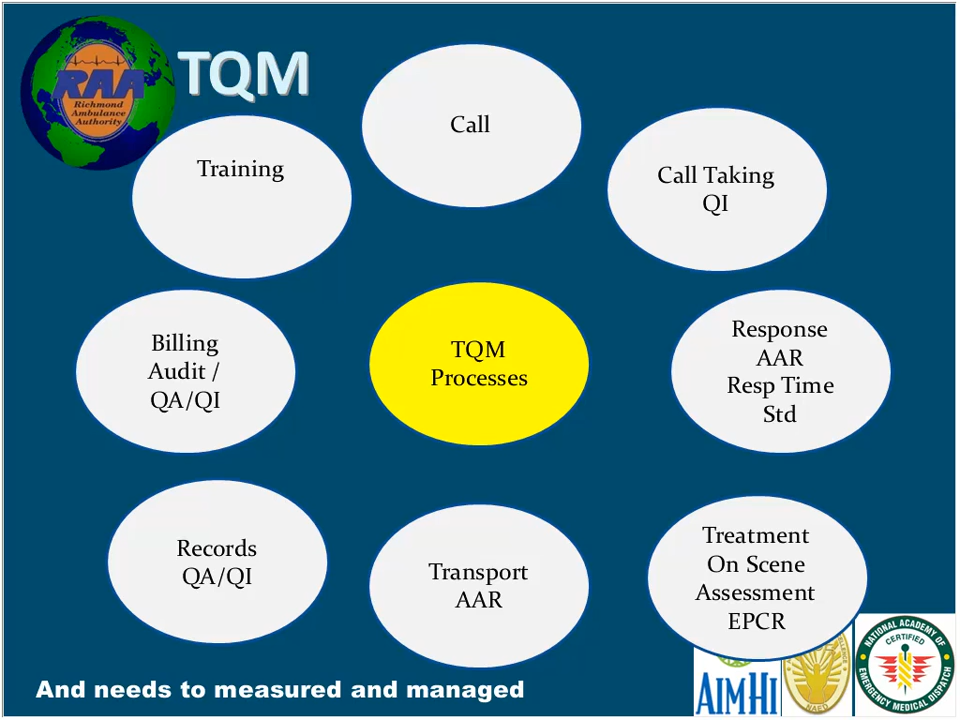 RAA
Richmond
Ambulance
Authority
TQM
Call
Call Taking
QI
Training
Response
AAR
Resp Time
Std
Billing
Audit /
QA/QI
TQM
Processes
Treatment
On Scene
Assessment
EPCR
Records
QA/QI
Transport
AAR
And needs to measured and managed
AIMHI
NAED
NATIONAL ACADEMY OF
CERTIFIED
EMERGENCY MEDICAL DISPATCH